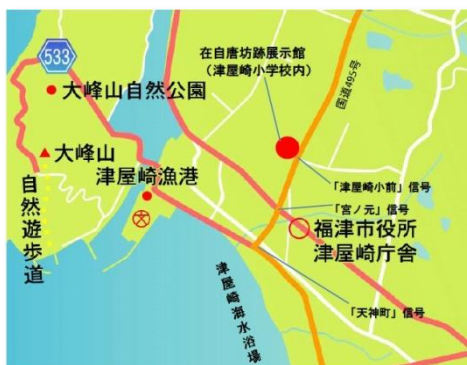 533
大峰山自然公園
大峰山
自然遊歩道
津屋崎漁港
在自唐坊跡展示館
（津屋崎小学校内）
国道495号
「津屋崎小前」信号
「宮ノ元」信号
福津市役所
津屋崎庁舎
「天神町」信号
津屋崎海水浴場